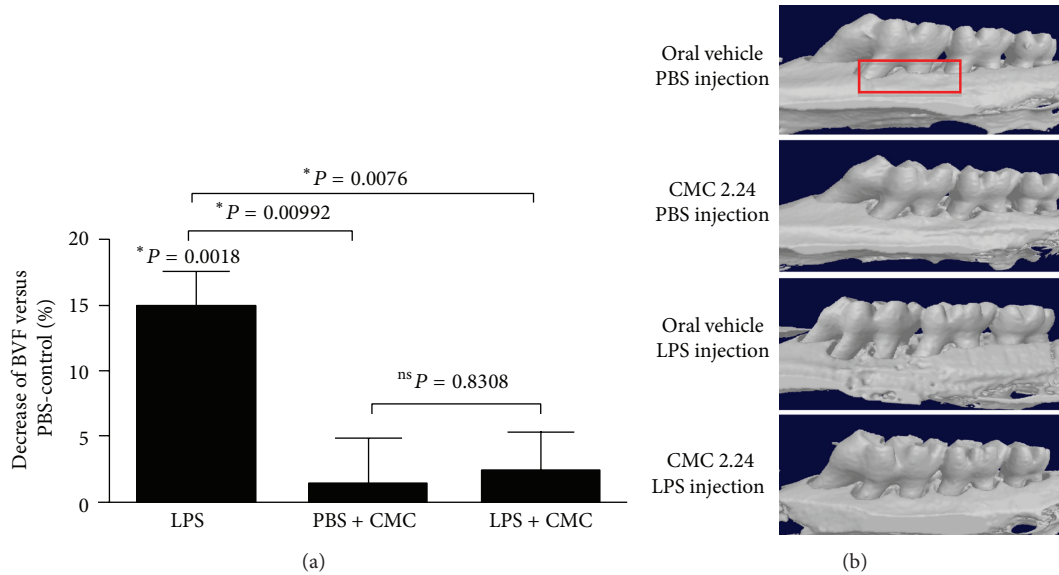 *P = 0.0076
*P = 0.00992
*P = 0.0018
ns P = 0.8308
20
15
10
5
0
Decrease of BVF versus
PBS-control (%)
LPS
PBS + CMC
LPS + CMC
(a)
Oral vehicle
PBS injection
CMC 2.24
PBS injection
Oral vehicle
LPS injection
CMC 2.24
LPS injection
(b)